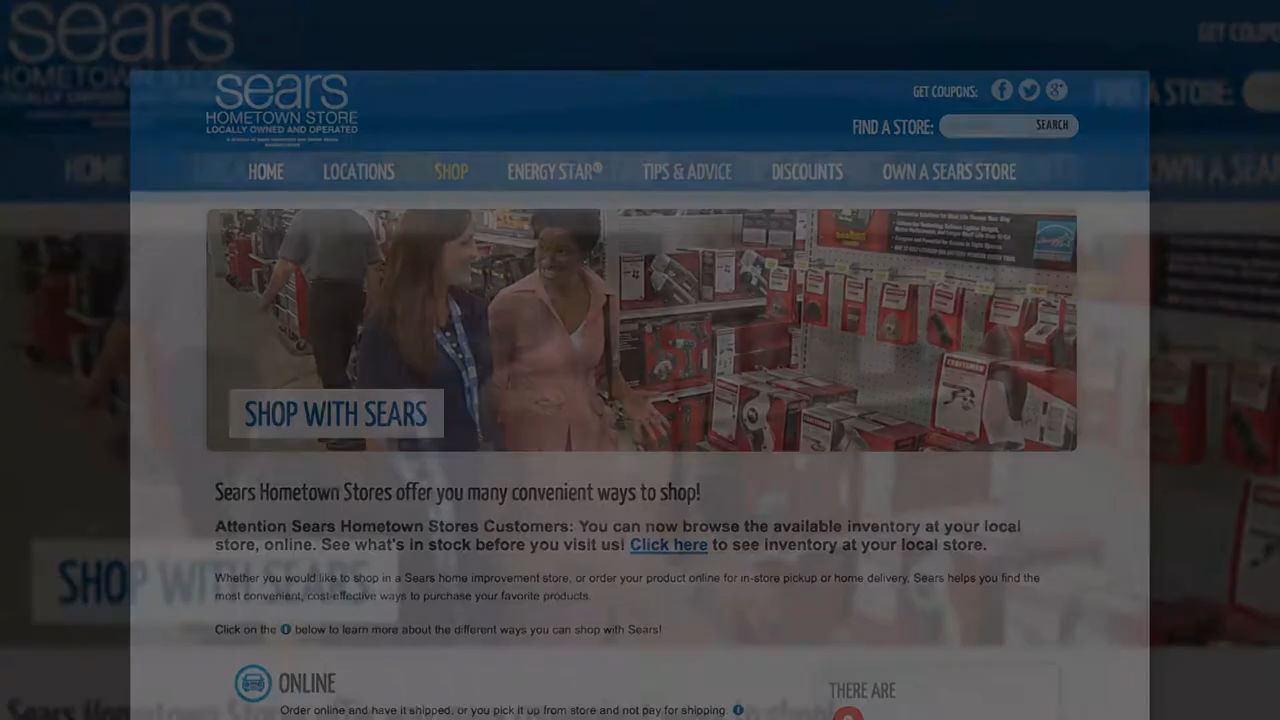 sears
HOMETOWN STORE
LOCALLY OWNED AND OPERATED
GET COUPONS:
FIND A STORE: SEARCH
HOME LOCATIONS SHOP ENERGY STAR® TIPS & ADVICE DISCOUNTS OWN A SEARS STORE
CRAFTSMAN
SHOP WITH SEARS
Sears Hometown Stores offer you many convenient ways to shop!
Attention Sears Hometown Stores Customers: You can now browse the available inventory at your local
store, online. See what's in stock before you visit us! Click here to see inventory at your local store.
Whether you would like to shop in a Sears home improvement store, or order your product online for in-store pickup or home delivery, Sears helps you find the
most convenient, cost-effective ways to purchase your favorite products.
Click on the below to learn more about the different ways you can shop with Sears!
ONLINE
Order online and have it shipped, or you pick it up from store and not pay for shipping.
THERE ARE